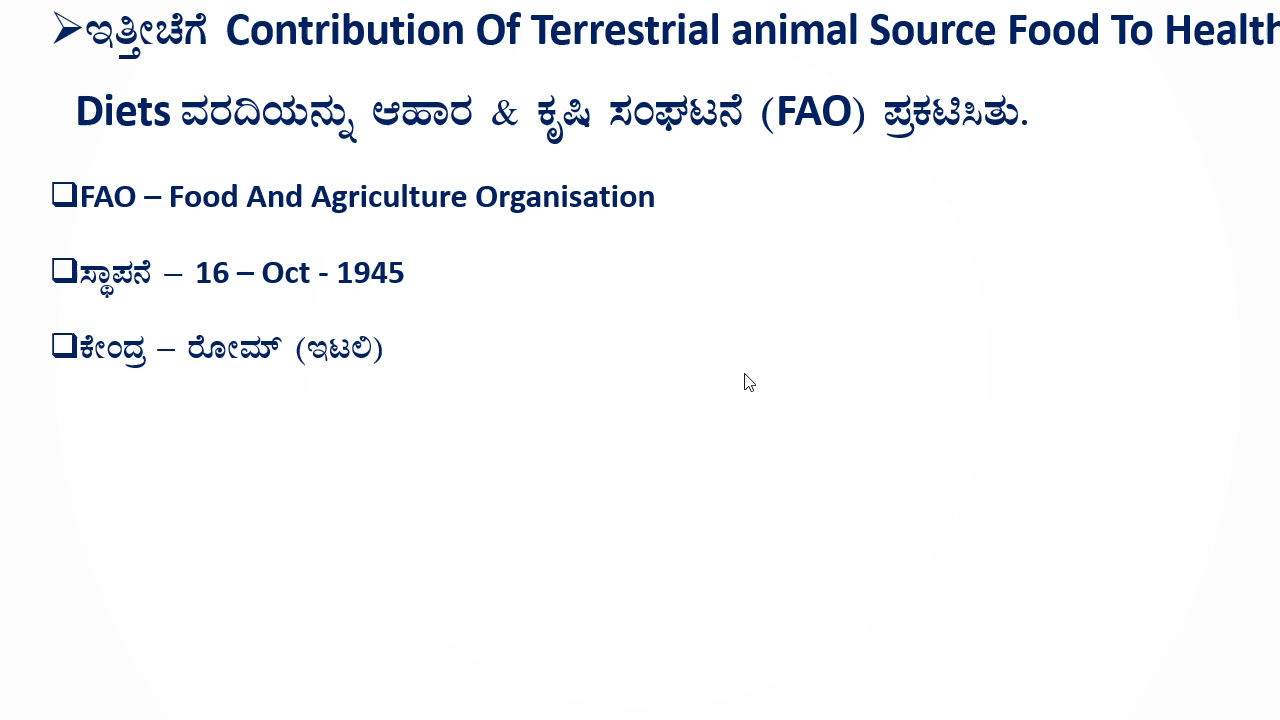 ➢ಇತ್ತೀಚೆಗೆ Contribution Of Terrestrial animal Source Food To Health
Diets ವರದಿಯನ್ನು ಆಹಾರ & ಕೃಷಿ ಸಂಘಟನೆ (FAO) ಪ್ರಕಟಿಸಿತು.
❑FAO – Food And Agriculture Organisation
❑ಸ್ಥಾಪನೆ – 16 – Oct - 1945
❑ಕೇಂದ್ರ – ರೋಮ್ (ಇಟಲಿ)